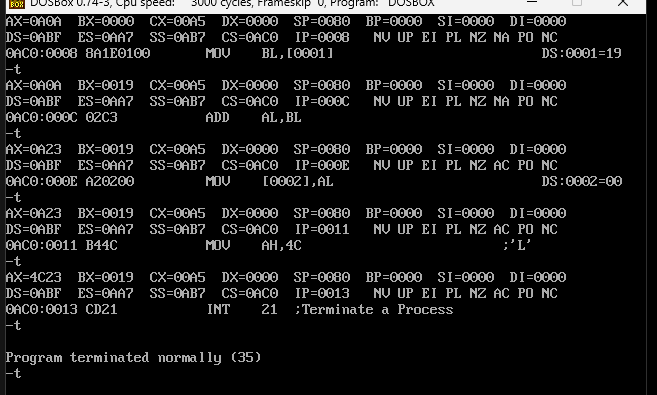 DOSBox 0.74-3, Cpu speed: 3000 cycles, Frameskip 0, Program: DOSBOX
AX=0A0A BX=0000 CX=00A5 DX=0000 SP=0080 BP=0000 SI=0000 DI=0000
DS=0ABF ES=0AA7 SS=0AB7 CS=0AC0 IP=0008 NV UP EI PL NZ NA PO NC
0AC0:0008 8A1E0100 MOV BL,[0001] DS:0001=19
-t
AX=0A0A BX=0019 CX=00A5 DX=0000 SP=0080 BP=0000 SI=0000 DI=0000
DS=0ABF ES=0AA7 SS=0AB7 CS=0AC0 IP=000C NV UP EI PL NZ NA PO NC
0AC0:000C 02C3 ADD AL,BL
-t
AX=0A23 BX=0019 CX=00A5 DX=0000 SP=0080 BP=0000 SI=0000 DI=0000
DS=0ABF ES=0AA7 SS=0AB7 CS=0AC0 IP=000E NV UP EI PL NZ AC PO NC
0AC0:000E A20200 MOV [0002],AL DS:0002=00
-t
AX=0A23 BX=0019 CX=00A5 DX=0000 SP=0080 BP=0000 SI=0000 DI=0000
DS=0ABF ES=0AA7 SS=0AB7 CS=0AC0 IP=0011 NV UP EI PL NZ AC PO NC
0AC0:0011 B44C MOV AH,4C ;'L'
-t
AX=4C23 BX=0019 CX=00A5 DX=0000 SP=0080 BP=0000 SI=0000 DI=0000
DS=0ABF ES=0AA7 SS=0AB7 CS=0AC0 IP=0013 NV UP EI PL NZ AC PO NC
0AC0:0013 CD21 INT 21 ;Terminate a Process
-t
Program terminated normally (35)
-t